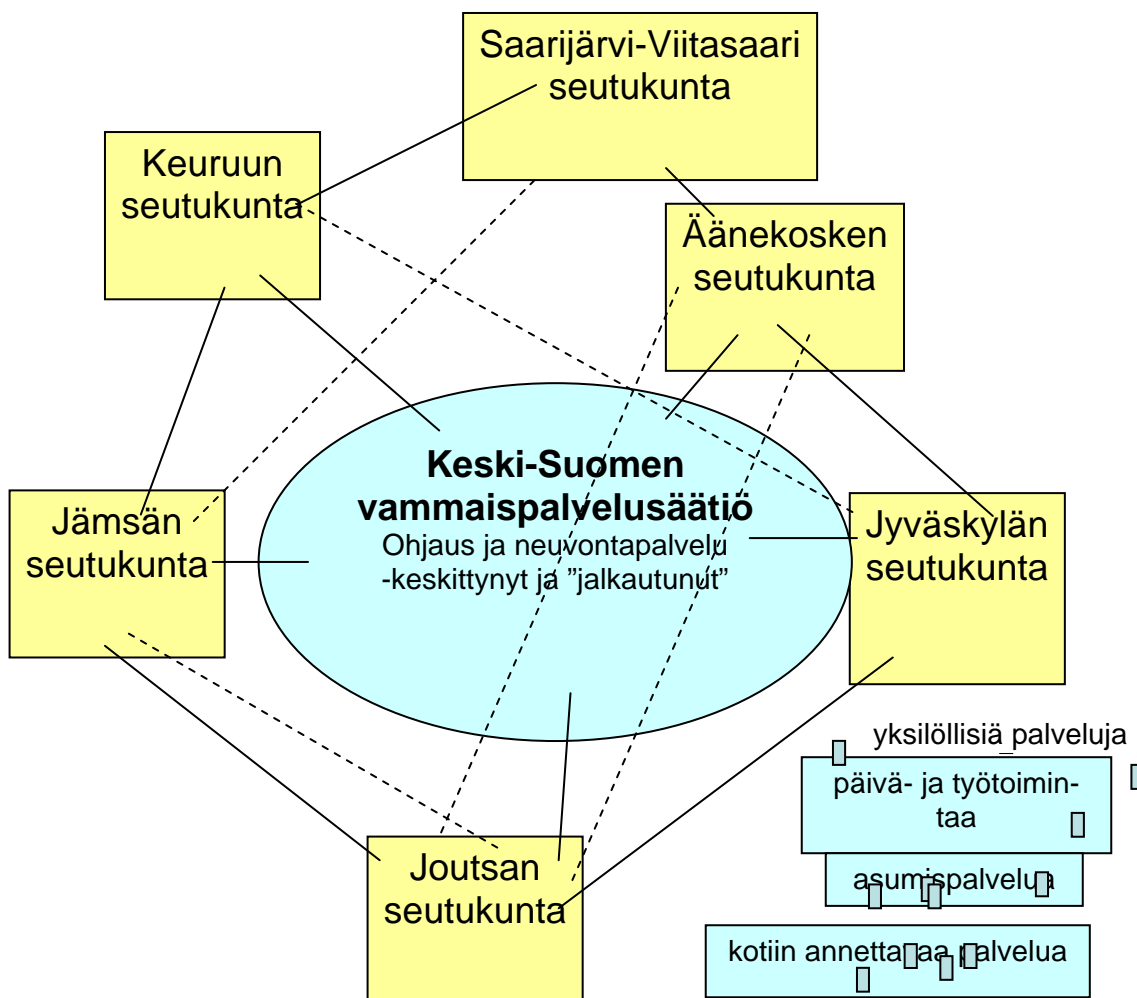 Saarijärvi-Viitasaari
seutukunta
Keuruun
seutukunta
Äänekosken
seutukunta
Keski-Suomen
vammaispalvelusäätiö
Ohjaus ja neuvontapalvelu
-keskittynyt ja ”jalkautunut”
Jämsän
seutukunta
Jyväskylän
seutukunta
Joutsan
seutukunta
yksilöllisiä palveluja
päivä- ja työtoimin-
taa
asumispalvelua
kotiin annettavaa palvelua